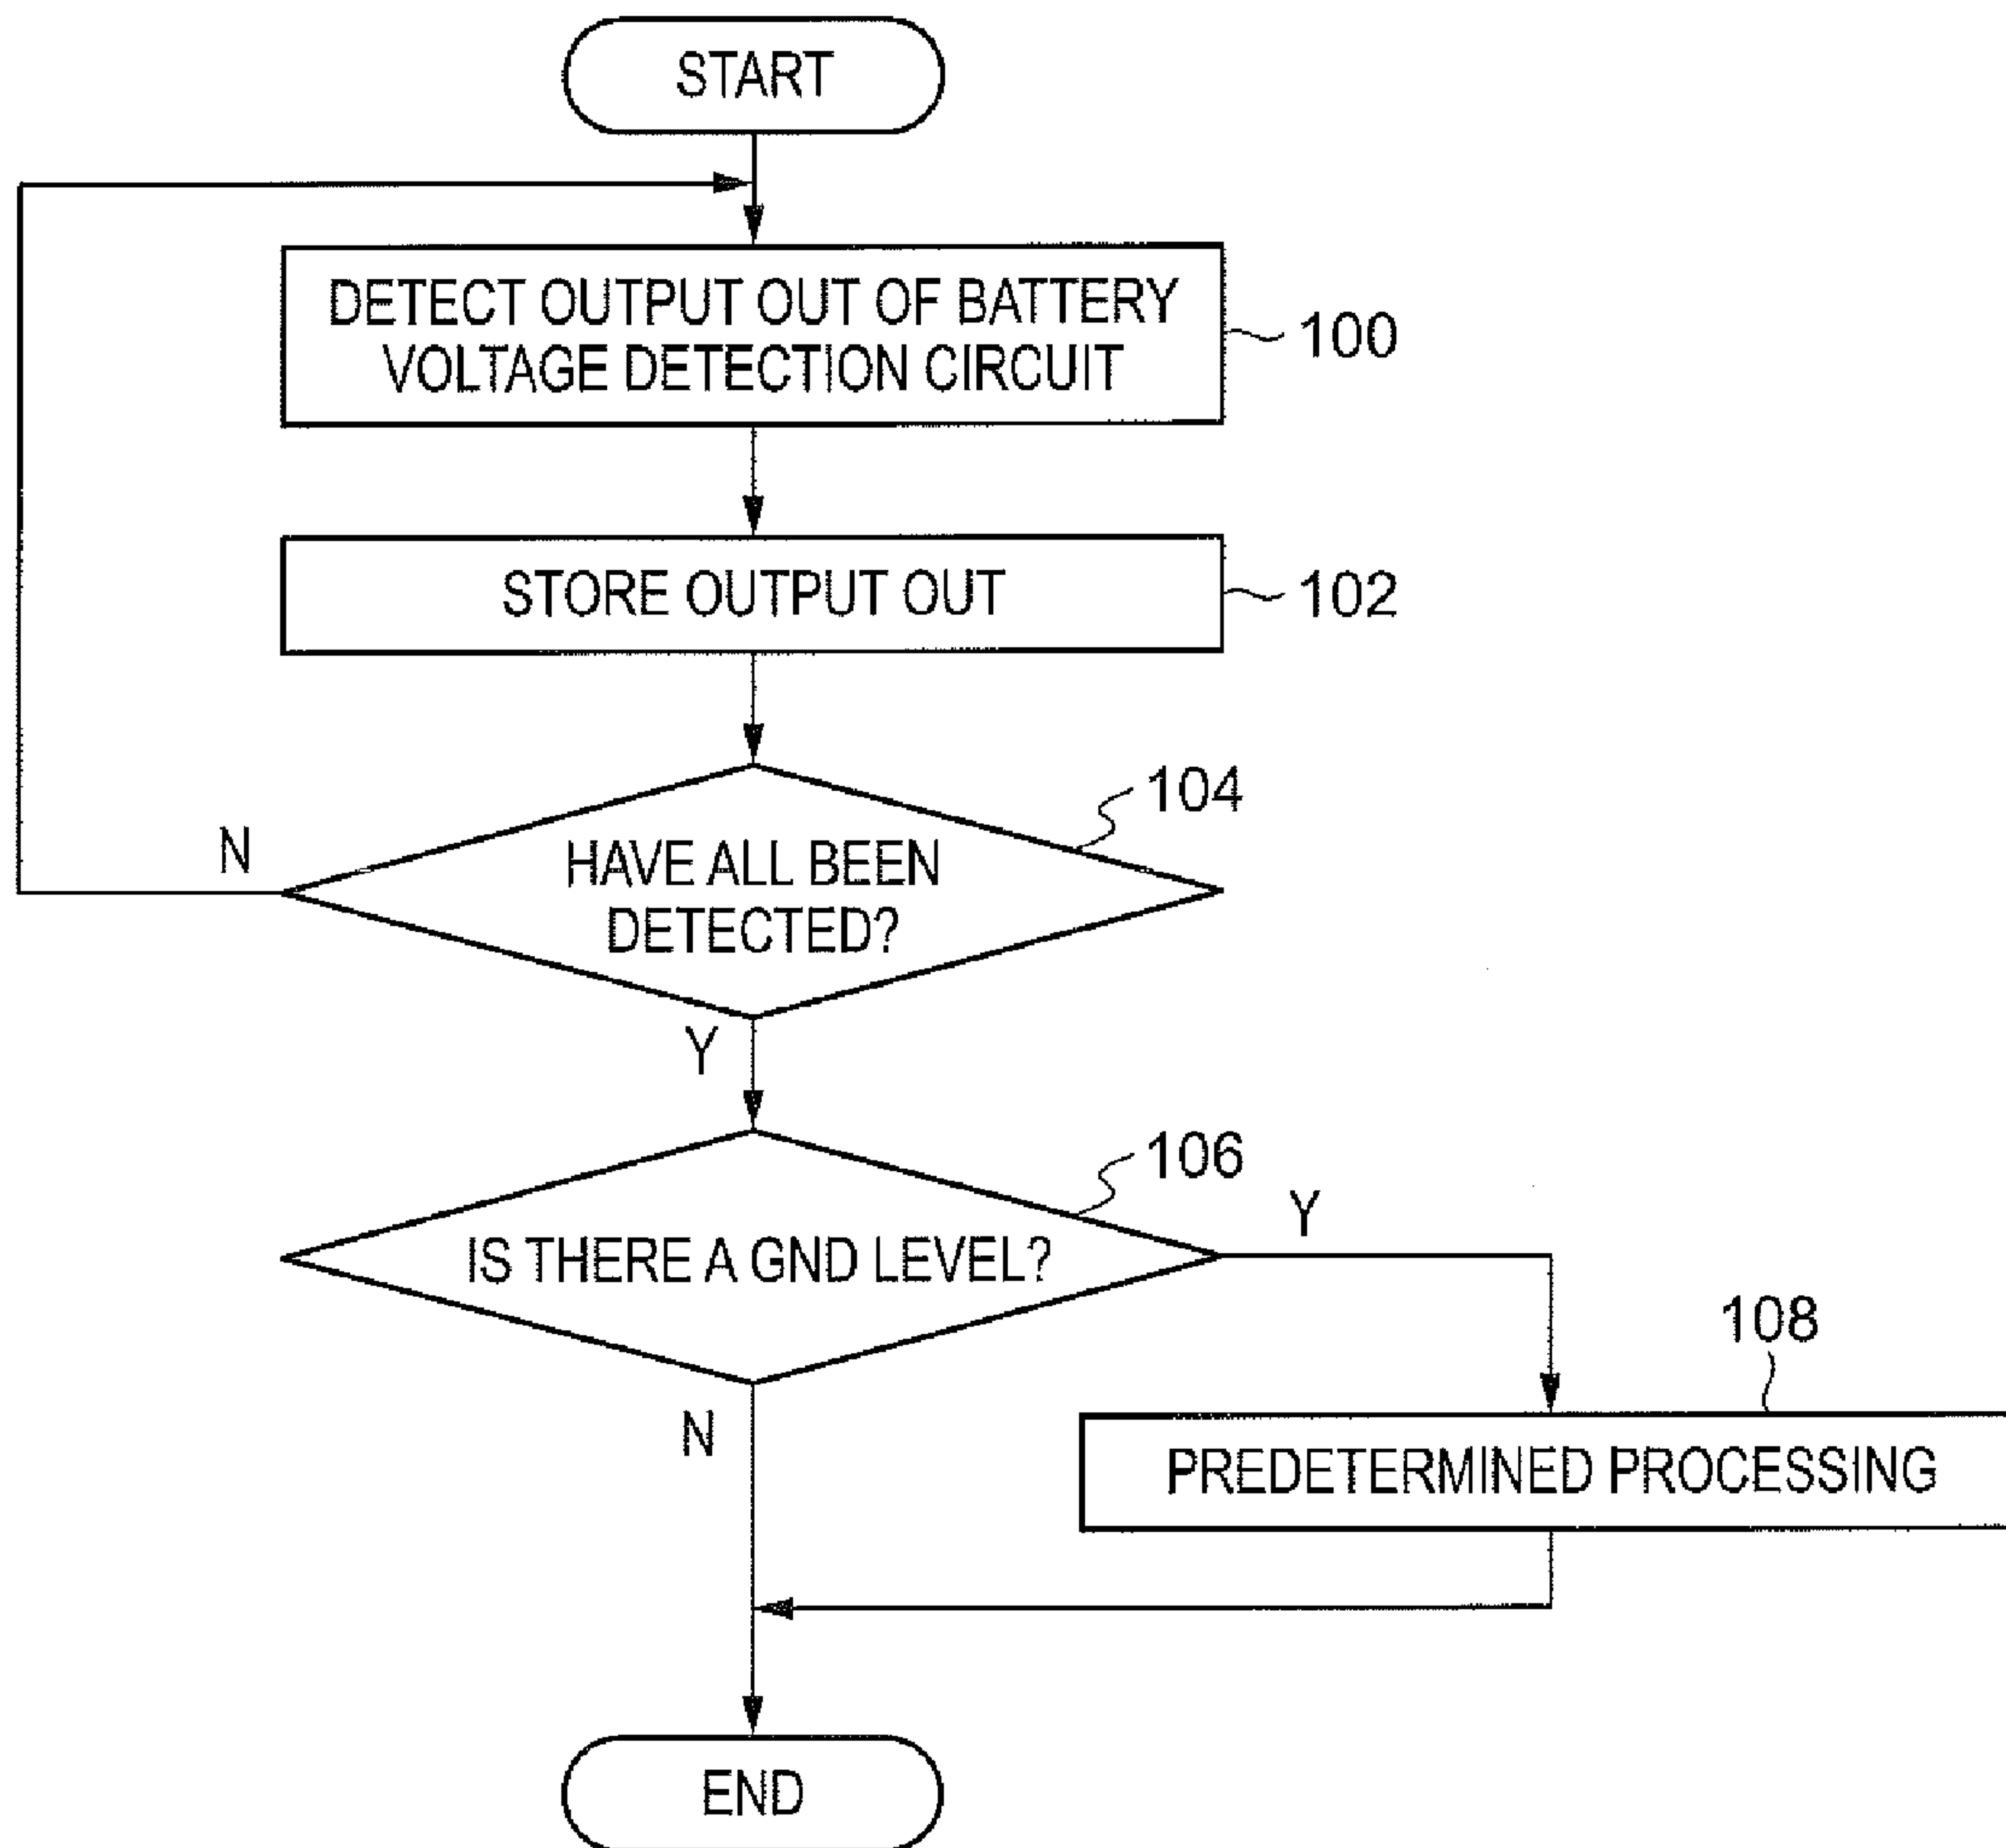 START
DETECT OUTPUT OUT OF BATTERY
VOLTAGE DETECTION CIRCUIT
100
STORE OUTPUT OUT
102
104
N
HAVE ALL BEEN
DETECTED?
Y
106
Y
IS THERE A GND LEVEL?
108
N
PREDETERMINED PROCESSING
END